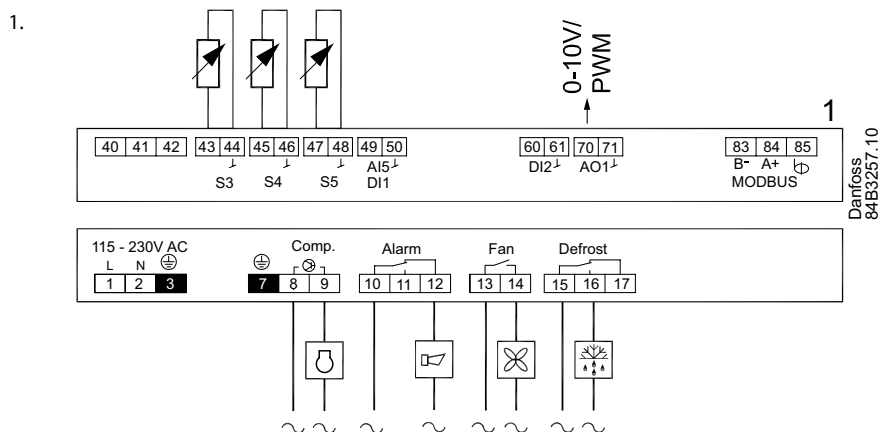 1.
0-10V/
PWM
1
40 41 42 43 44 45 46 47 48 49 50 60 61 70 71 83 84 85
S3 S4 S5 AI5 DI2 AO1 B- A+
DI1 MODBUS
Danfoss
84B3257.10
115 - 230V AC Comp. Alarm Fan Defrost
L N
1 2 3 7 8 9 10 11 12 13 14 15 16 17